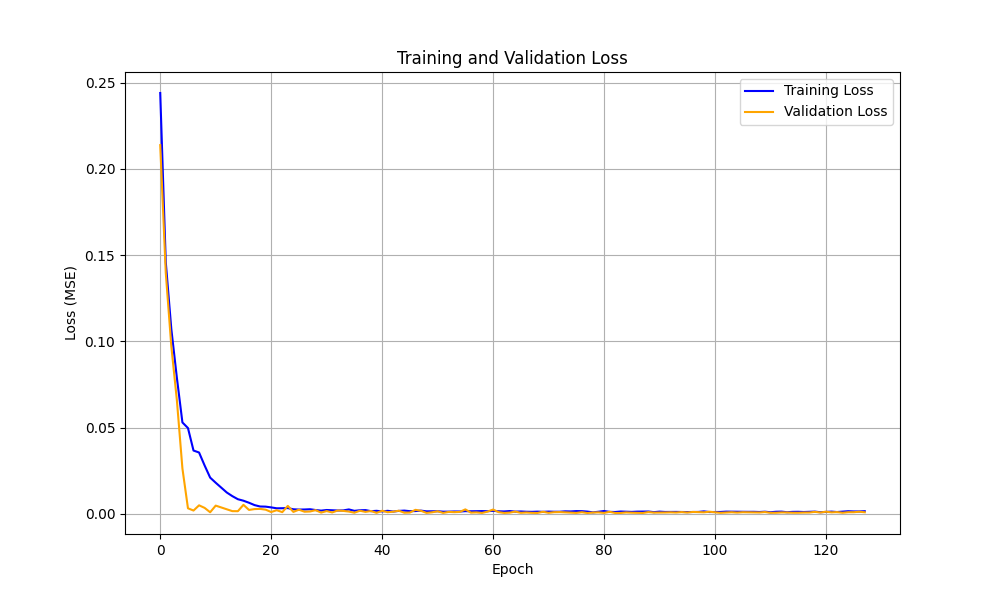 Training and Validation Loss
Training Loss
Validation Loss
Loss (MSE)
0.25
0.20
0.15
0.10
0.05
0.00
0 20 40 60 80 100 120
Epoch